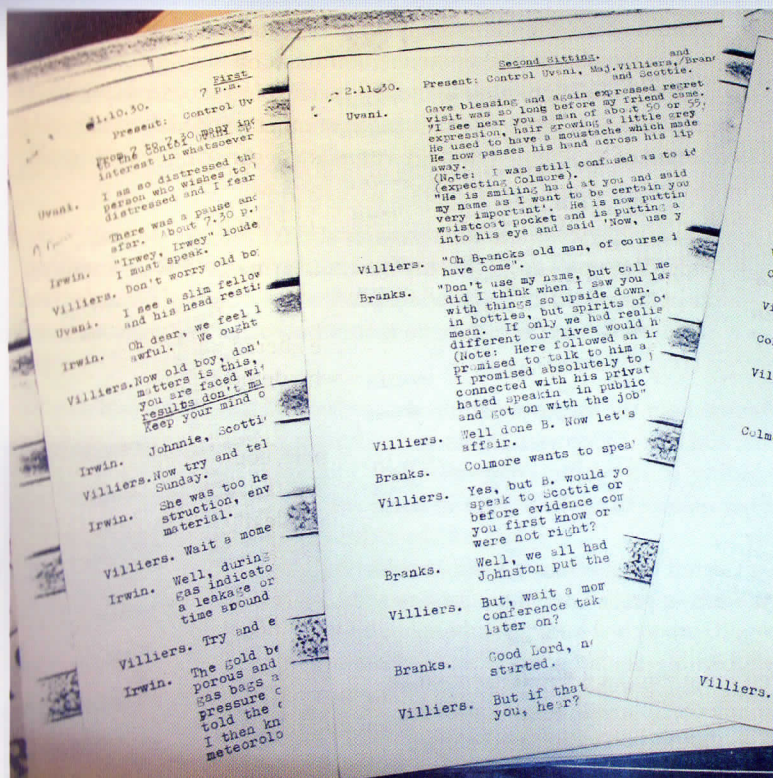 First
7 p.m.
1.10.30.
Present: Control Uv
From 7 to 7.30 many ind
to the Control Uvani sp
interest in whatsoever
Uvani. I am so distressed the
person who wishes to
distressed and I fear
There was a pause and
afar. About 7.30 p.
Irwin. "Irwey, Irwey" loude
I must speak.
Villiers. Don't worry old bo
Uvani. I see a slim fellow
and his head resti
Irwin. Oh dear, we feel l
awful. We ought
Villiers. Now old boy, don'
matters is this,
you are faced wi
results don't ma
Keep your mind o
Irwin. Johnnie, Scotti
Villiers. Now try and tel
Sunday.
Irwin. She was too he
struction, env
material.
Villiers. Wait a mome
Irwin. Well, during
gas indicato
a leakage or
time around
Villiers. Try and e
Irwin. The gold be
porous and
gas bags a
pressure o
told the
I then kn
meteorolo
Second Sitting.
2.11.30. Present: Control Uvani, Maj.Villiers,/Bran
and
and Scottie.
Uvani. Gave blessing and again expressed regret
visit was so long before my friend came.
"I see near you a man of about 50 or 55,
expression, hair growing a little grey
He used to have a moustache which made
He now passes his hand across his lip
away.
(Note: I was still confused as to id
(expecting Colmore).
"He is smiling ha d at you and said
my name as I want to be certain you
very important'. He is now puttin
waistcoat pocket and is putting a
into his eye and said 'Now, use y
Villiers. "Oh Brancks old man, of course i
have come".
Branks. "Don't use my name, but call me
did I think when I saw you las
with things so upside down.
in bottles, but spirits of o
mean. If only we had realis
different our lives would h
(Note: Here followed an in
promised to talk to him a
I promised absolutely to
connected with his privat
hated speakin in public
and got on with the job"
Villiers. Well done B. Now let's
affair.
Branks. Colmore wants to spea
Villiers. Yes, but B. would yo
speak to Scottie or
before evidence com
you first know or
were not right?
Branks. Well, we all had
Johnston put the
Villiers. But, wait a mom
conference tak
later on?
Branks. Good Lord, n
started.
Villiers. But if that
you, hear?
Vil
Vil
Colm
Villiers.